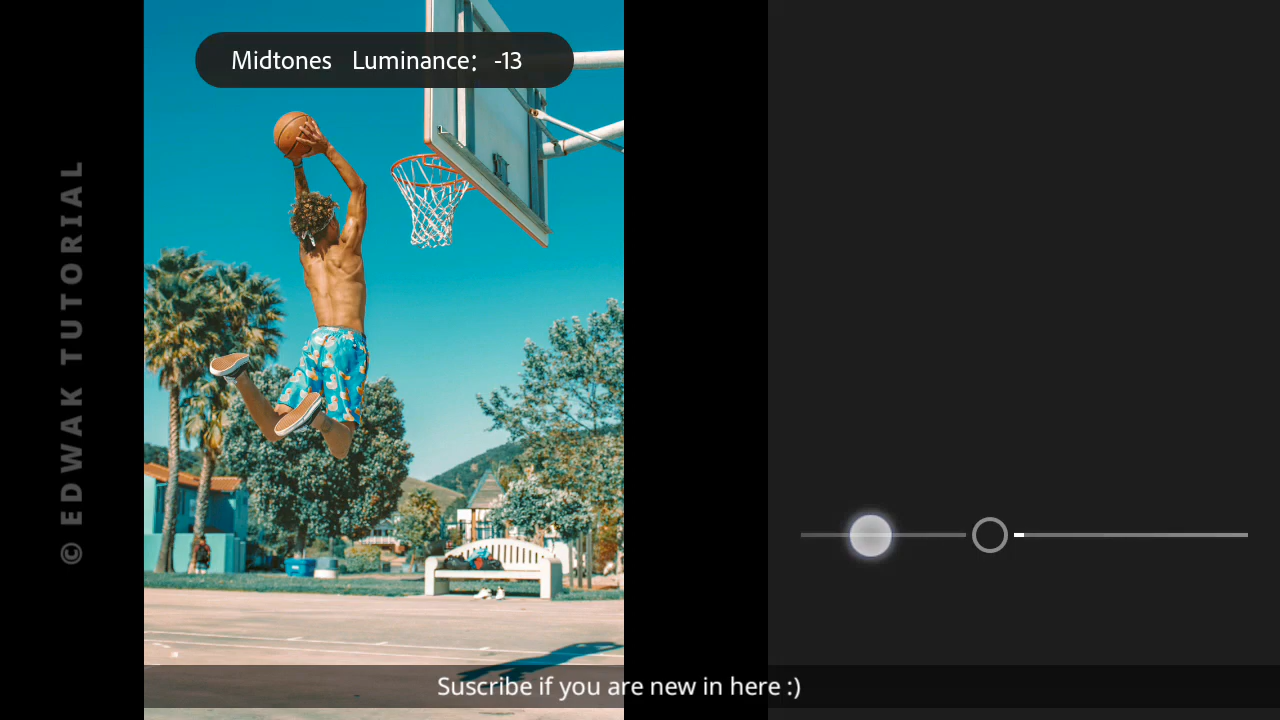 Midtones Luminance: -13
© EDWAK TUTORIAL
Suscribe if you are new in here :)